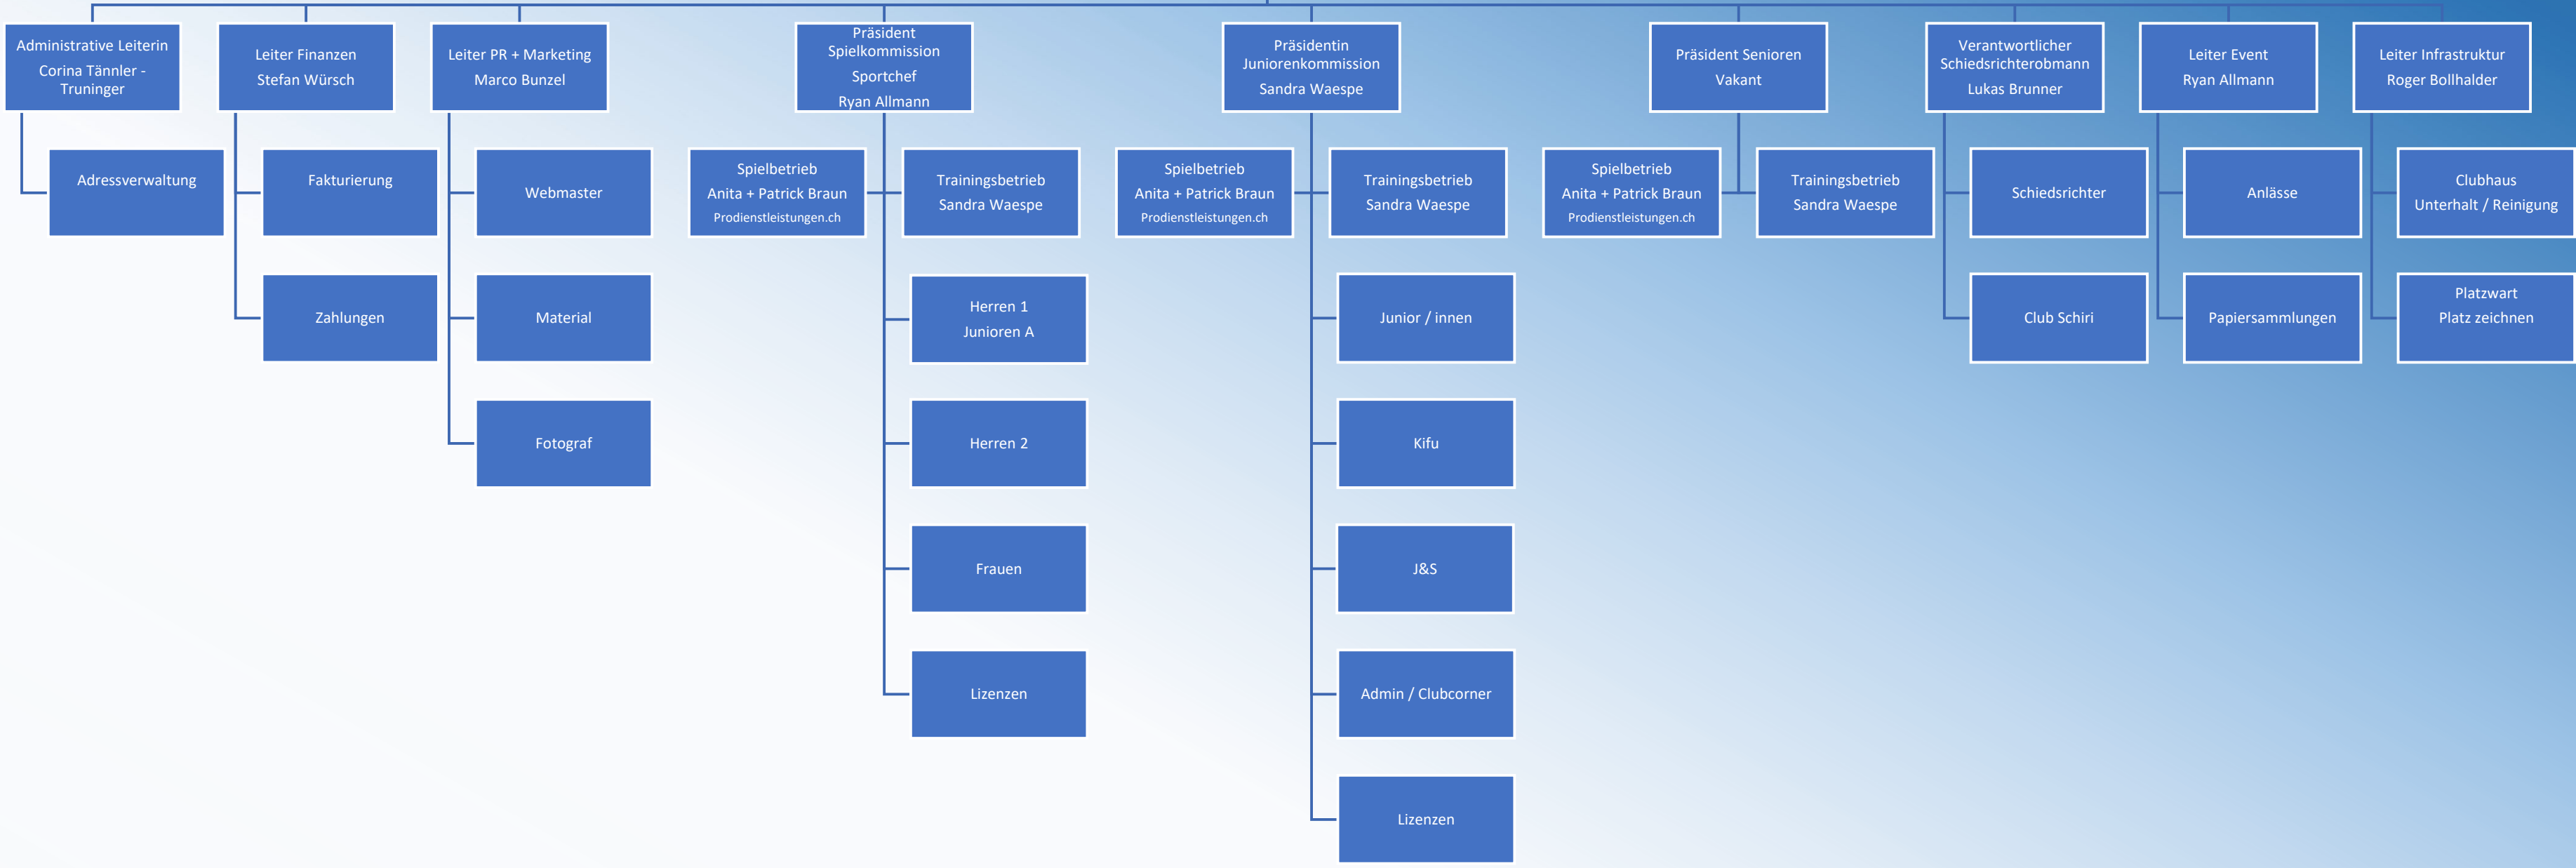 Administrative Leiterin
Corina Tännler -
Truninger
Leiter Finanzen
Stefan Würsch
Leiter PR + Marketing
Marco Bunzel
Präsident
Spielkommission
Sportchef
Ryan Allmann
Präsidentin
Juniorenkommission
Sandra Waespe
Präsident Senioren
Vakant
Verantwortlicher
Schiedsrichterobmann
Lukas Brunner
Leiter Event
Ryan Allmann
Leiter Infrastruktur
Roger Bollhalder
Adressverwaltung
Fakturierung
Webmaster
Spielbetrieb
Anita + Patrick Braun
Prodienstleistungen.ch
Trainingsbetrieb
Sandra Waespe
Spielbetrieb
Anita + Patrick Braun
Prodienstleistungen.ch
Trainingsbetrieb
Sandra Waespe
Spielbetrieb
Anita + Patrick Braun
Prodienstleistungen.ch
Trainingsbetrieb
Sandra Waespe
Schiedsrichter
Anlässe
Clubhaus
Unterhalt / Reinigung
Zahlungen
Material
Herren 1
Junioren A
Junior / innen
Club Schiri
Papiersammlungen
Platzwart
Platz zeichnen
Fotograf
Herren 2
Kifu
Frauen
J&S
Lizenzen
Admin / Clubcorner
Lizenzen